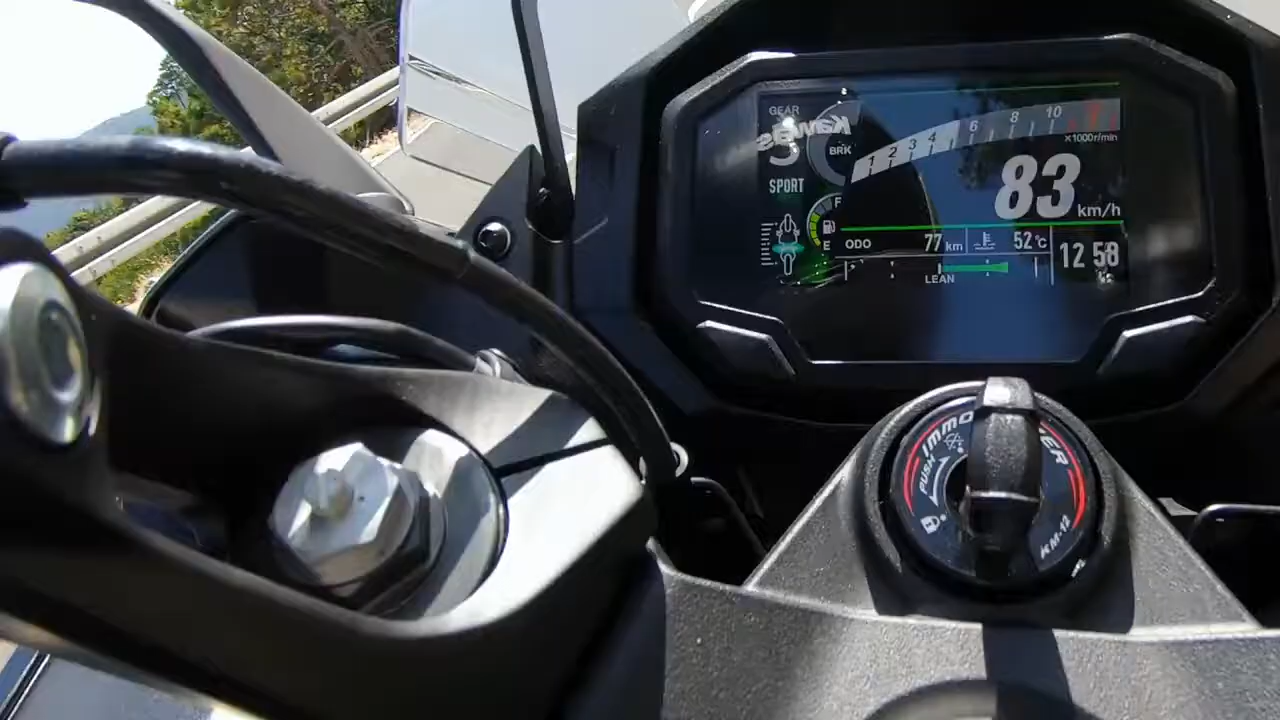 GEAR
BRK
SPORT
F
E
1 2 3 4 6 8 10
×1000r/min
83 km/h
ODO 77 km 52 °C
12 58
LEAN
PUSH
KM-12